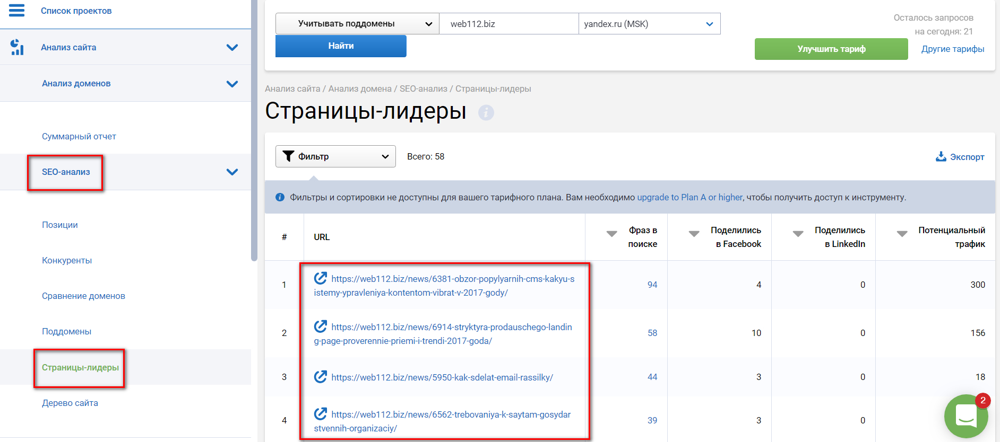 Список проектов
Анализ сайта
Анализ доменов
Суммарный отчет
SEO-анализ
Позиции
Конкуренты
Сравнение доменов
Поддомены
Страницы-лидеры
Дерево сайта
Учитывать поддомены
web112.biz
yandex.ru (MSK)
Найти
Осталось запросов
на сегодня: 21
Улучшить тариф
Другие тарифы
Анализ сайта / Анализ домена / SEO-анализ / Страницы-лидеры
Страницы-лидеры
Фильтр
Всего: 58
Экспорт
Фильтры и сортировки не доступны для вашего тарифного плана. Вам необходимо upgrade to Plan A or higher, чтобы получить доступ к инструменту.
#
URL
Фраз в
поиске
Поделились
в Facebook
Поделились
в LinkedIn
Потенциальный
трафик
1
https://web112.biz/news/6381-obzor-popylyarnih-cms-kakyu-s
istemy-ypravleniya-kontentom-vibrat-v-2017-gody/
94
4
0
300
2
https://web112.biz/news/6914-stryktyra-prodauschego-landin
g-page-proverennie-priemi-i-trendi-2017-goda/
58
10
0
156
3
https://web112.biz/news/5950-kak-sdelat-email-rassilky/
44
3
0
18
4
https://web112.biz/news/6562-trebovaniya-k-saytam-gosydar
stvennih-organizaciy/
39
3
0
2